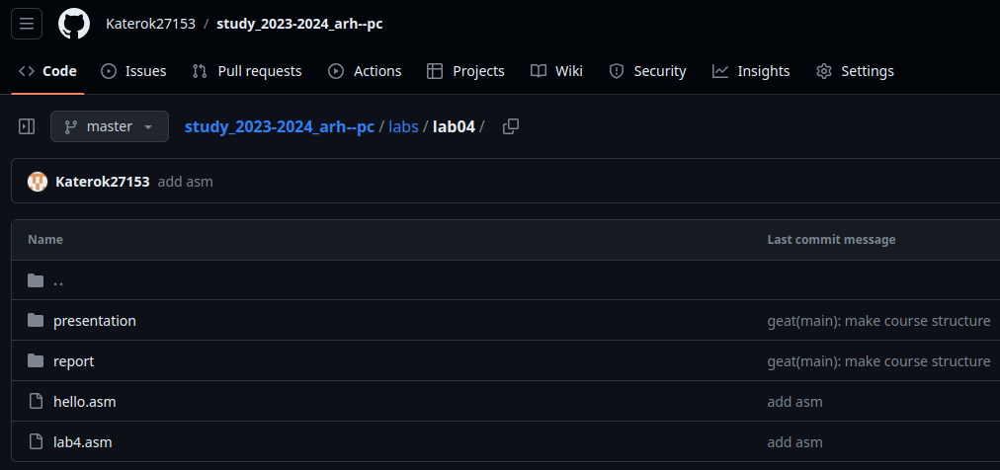 Katerok27153 / study_2023-2024_arh--pc
Code Issues Pull requests Actions Projects Wiki Security Insights Settings
master study_2023-2024_arh--pc / labs / lab04 /
Katerok27153 add asm
Name Last commit message
..
presentation geat(main): make course structure
report geat(main): make course structure
hello.asm add asm
lab4.asm add asm